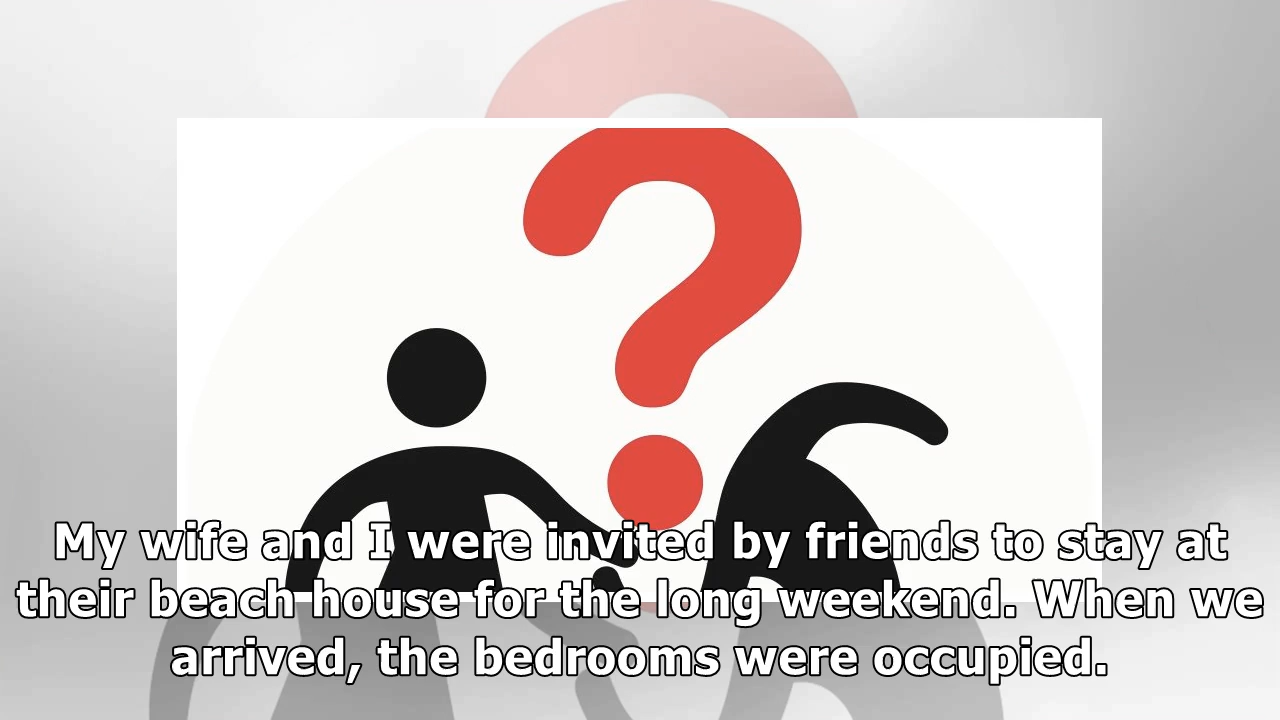 My wife and I were invited by friends to stay at
their beach house for the long weekend. When we
arrived, the bedrooms were occupied.